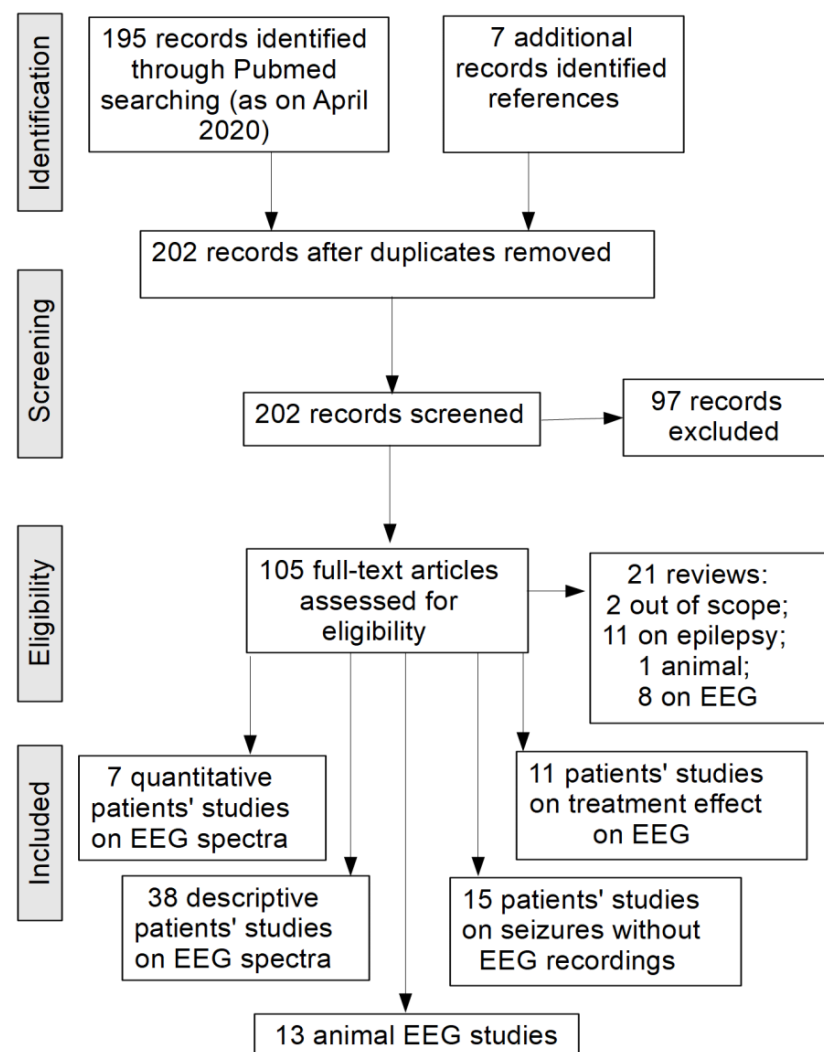 Identification
195 records identified
through Pubmed
searching (as on April
2020)
7 additional
records identified
references
202 records after duplicates removed
Screening
202 records screened
97 records
excluded
Eligibility
105 full-text articles
assessed for
eligibility
21 reviews:
2 out of scope;
11 on epilepsy;
1 animal;
8 on EEG
Included
7 quantitative
patients' studies
on EEG spectra
11 patients' studies
on treatment effect
on EEG
38 descriptive
patients' studies
on EEG spectra
15 patients' studies
on seizures without
EEG recordings
13 animal EEG studies